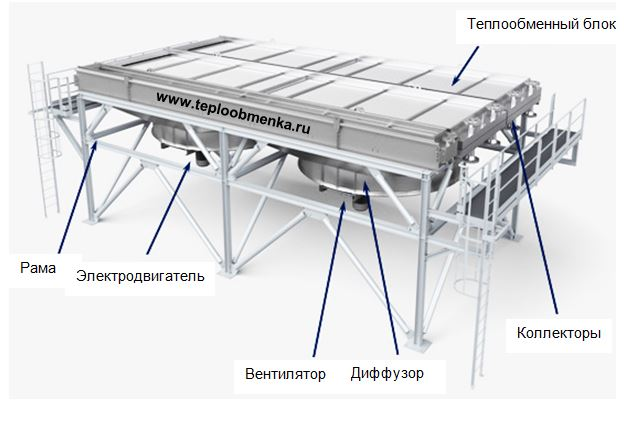 Теплообменный блок
www.teploobmenka.ru
Рама
Электродвигатель
Коллекторы
Вентилятор
Диффузор